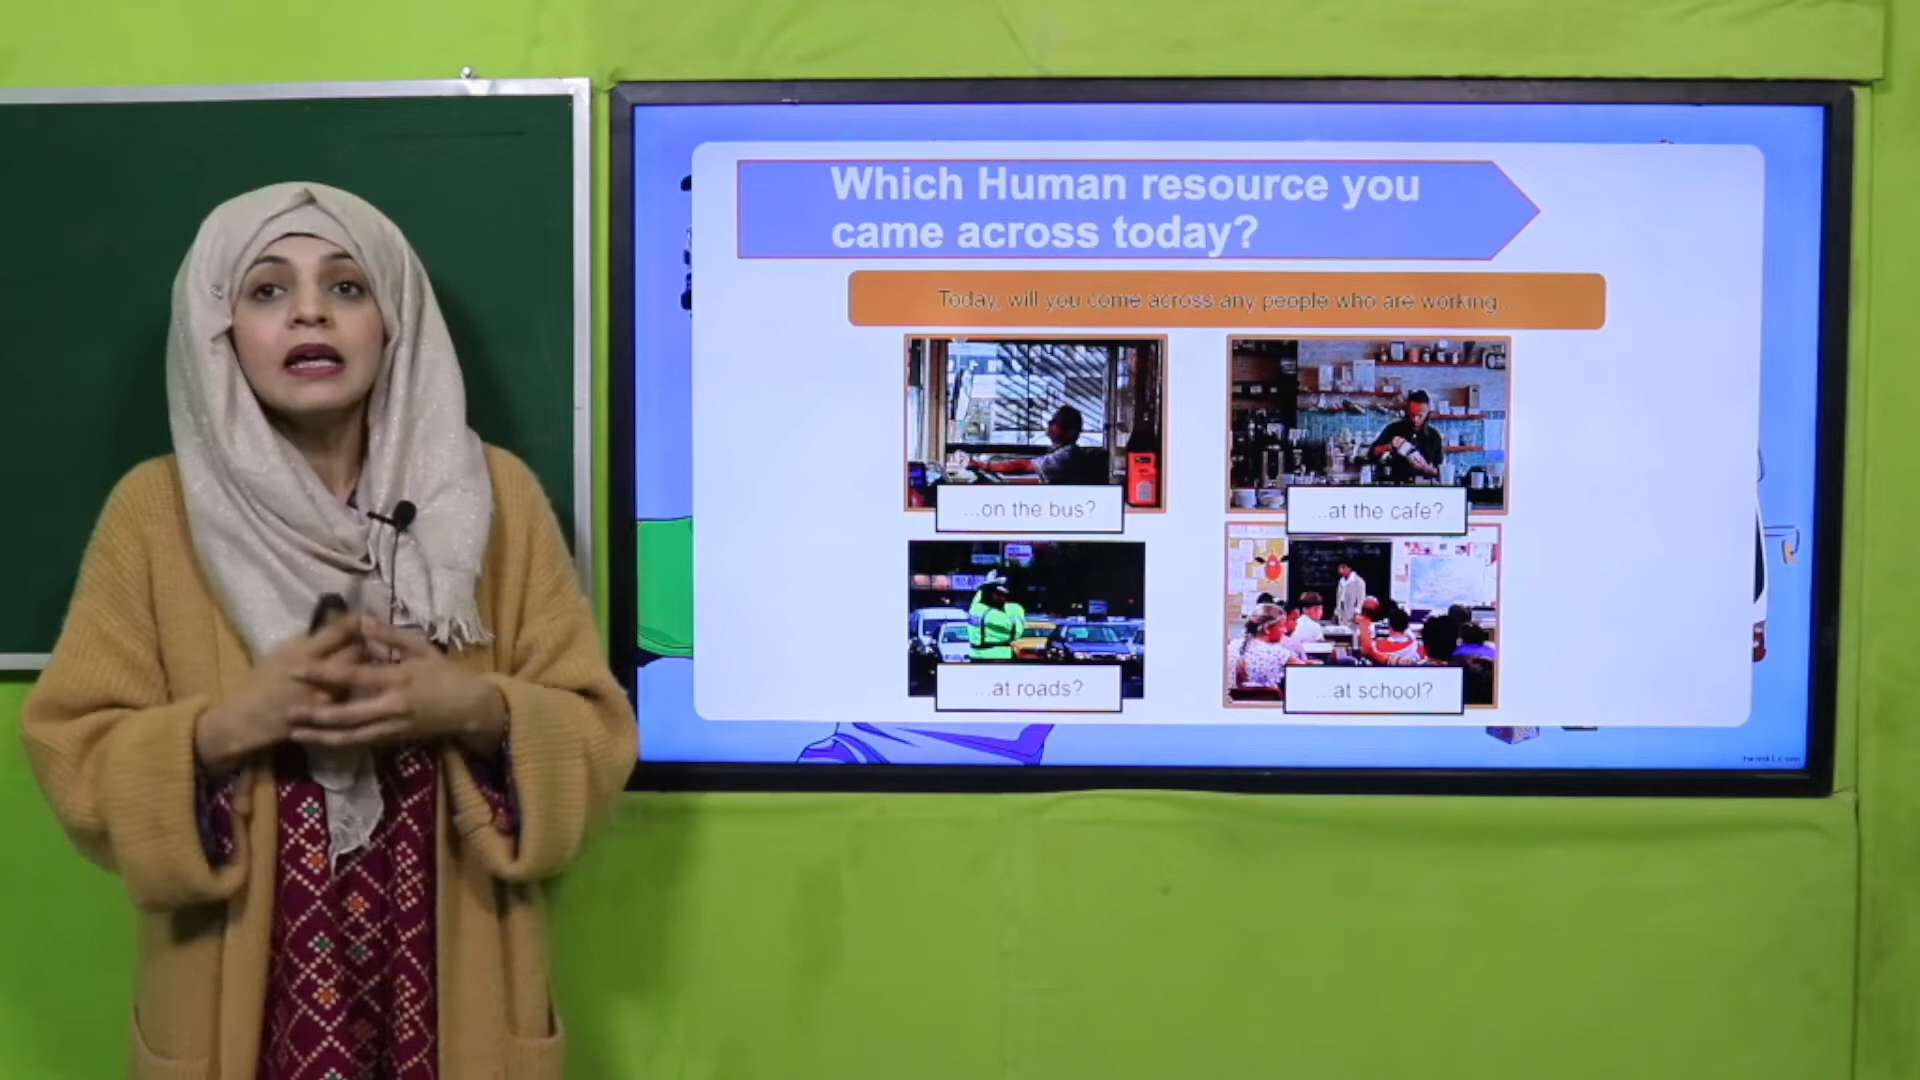 Which Human resource you
came across today?
Today, will you come across any people who are working...
...on the bus?
...at the cafe?
...at roads?
...at school?